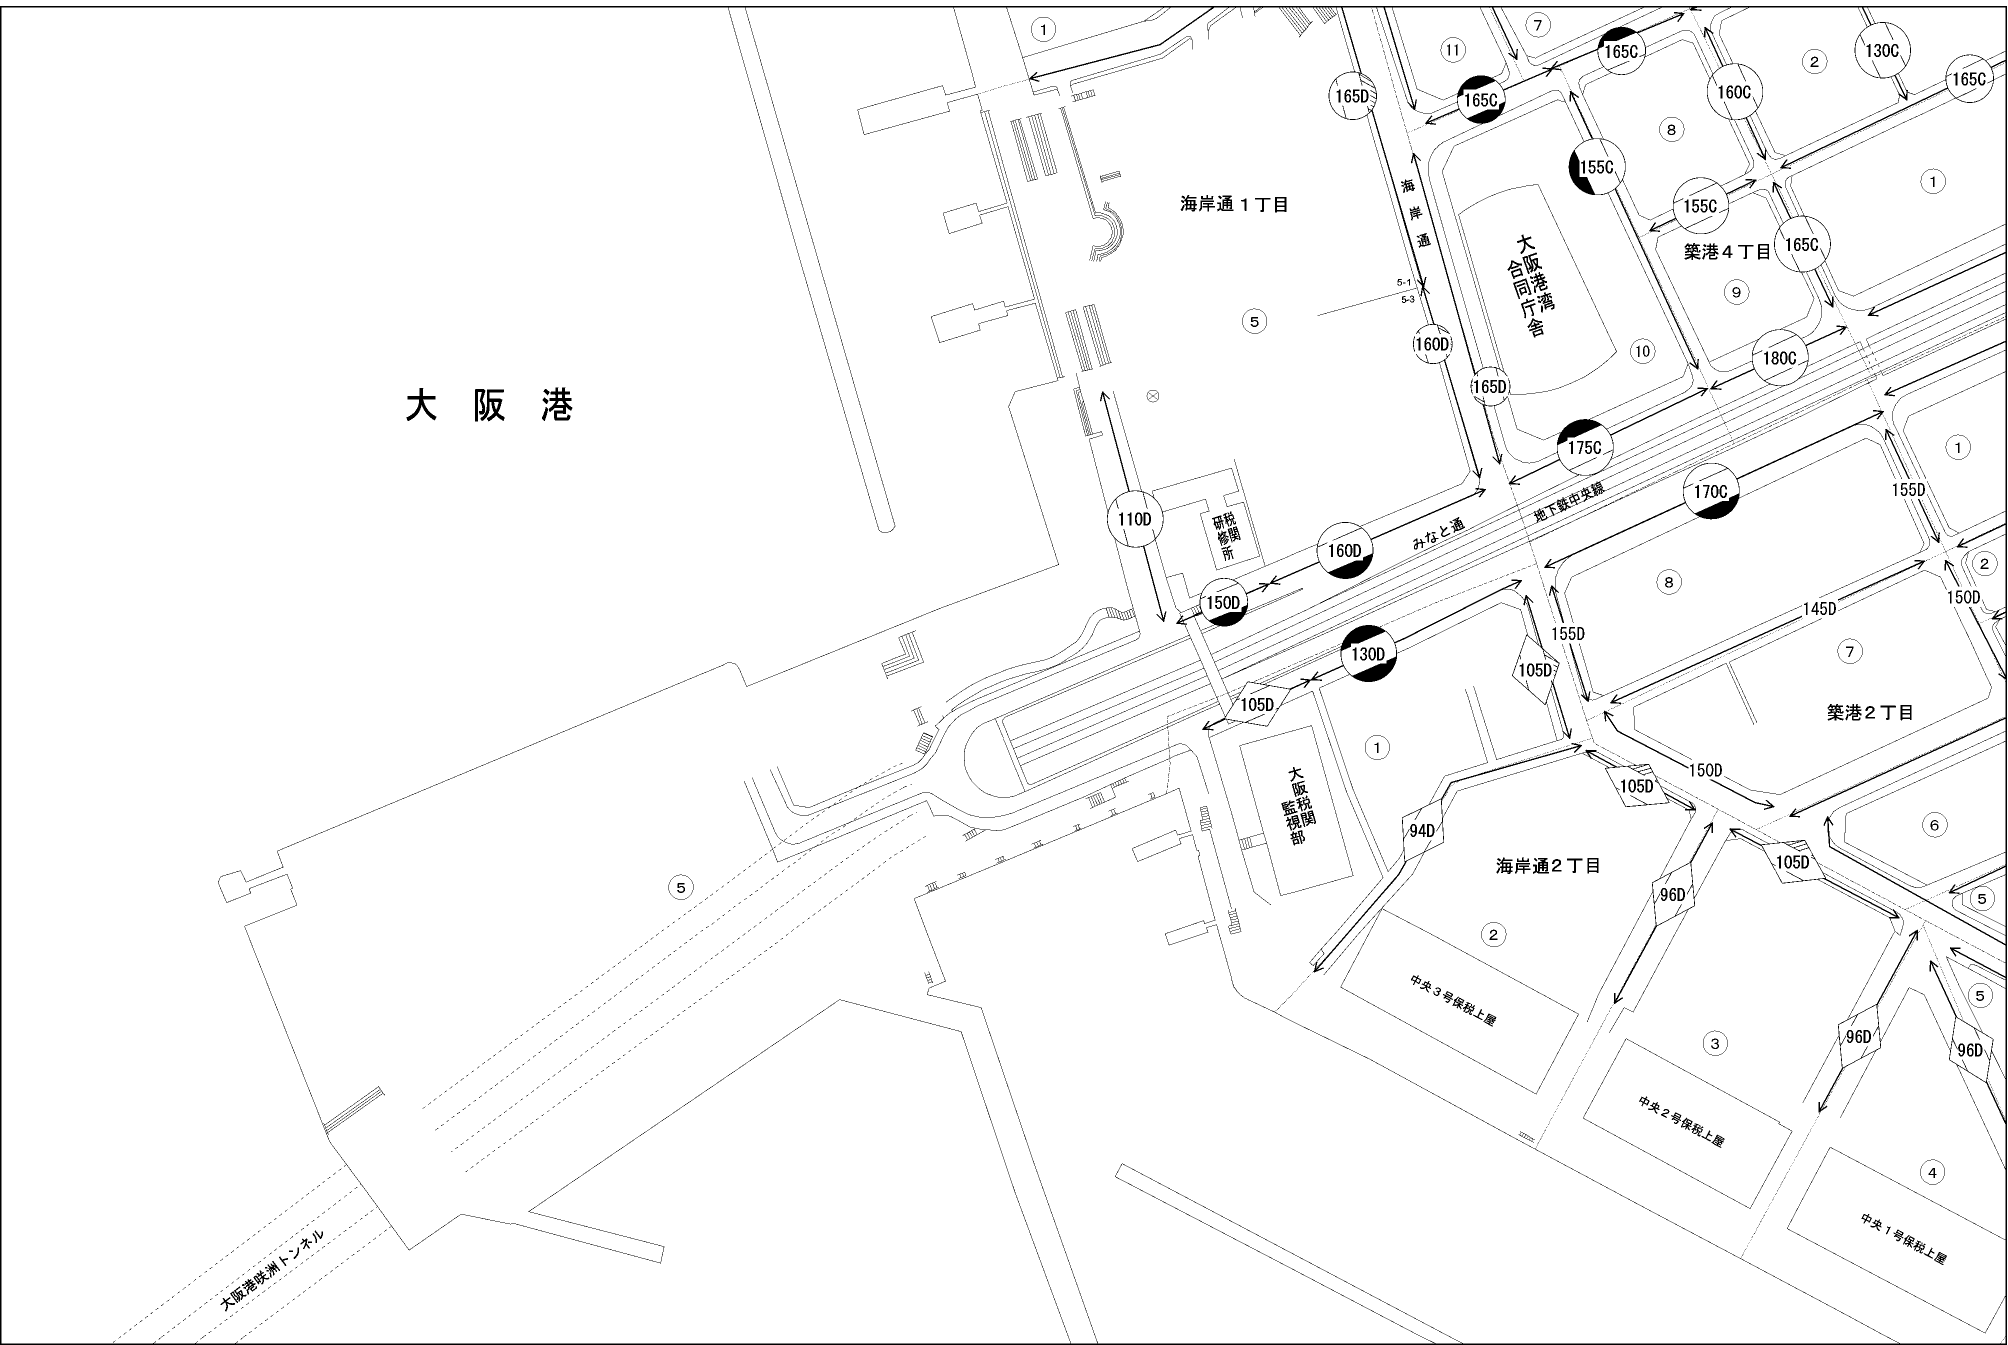 1
7
11
165C
2
130C
165C
165D
165C
160C
8
155C
1
海岸通1丁目
海岸通
155C
築港4丁目
165C
大阪港湾
合同庁舎
5-1
5-3
9
5
160D
10
180C
165D
大阪港
175C
1
170C
155D
地下鉄中央線
みなと通
110D
税関
研修所
160D
8
2
150D
150D
145D
155D
130D
7
105D
105D
築港2丁目
1
150D
105D
大阪税関
監視部
94D
6
105D
海岸通2丁目
5
96D
5
2
中央3号保税上屋
5
3
96D
96D
中央2号保税上屋
4
中央1号保税上屋
大阪港咲洲トンネル